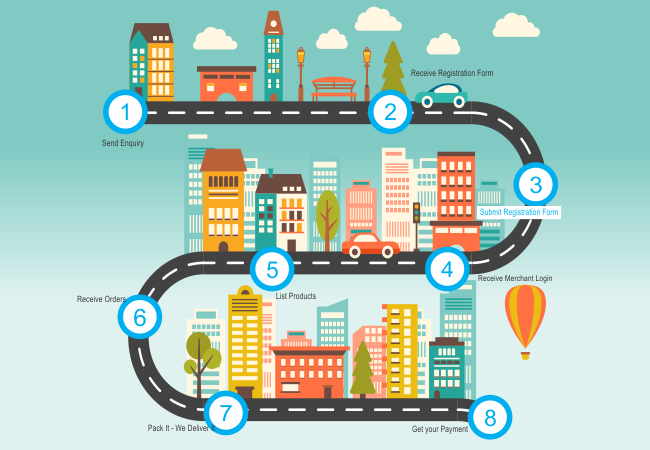 1
Send Enquiry
2
Receive Registration Form
3
Submit Registration Form
4
Receive Merchant Login
5
List Products
6
Receive Orders
7
Pack It - We Deliver It
8
Get your Payment